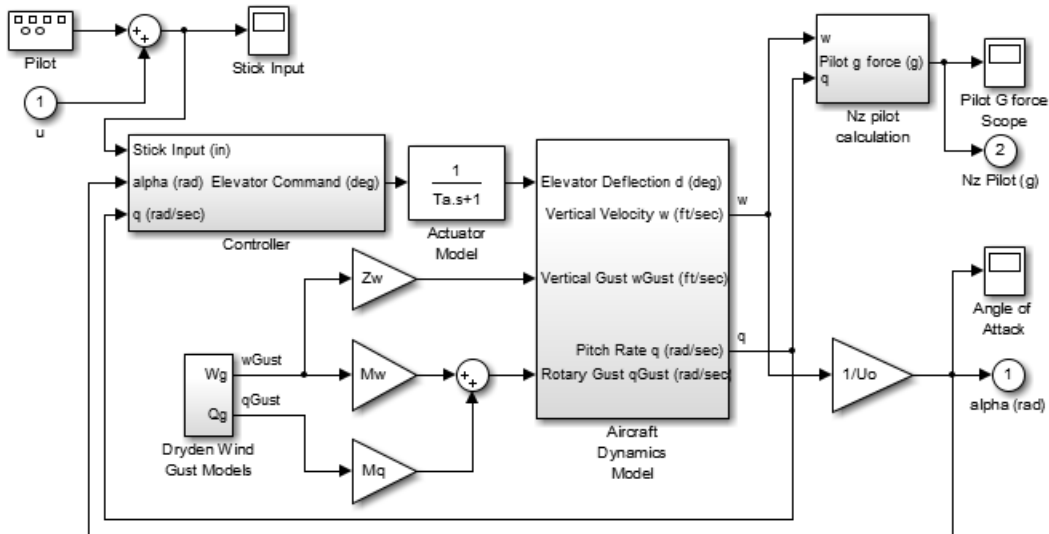 Pilot
1
u
Stick Input
Stick Input (in)
alpha (rad) Elevator Command (deg)
q (rad/sec)
Controller
1
Ta.s+1
Actuator
Model
Elevator Deflection d (deg)
Vertical Velocity w (ft/sec)
Vertical Gust wGust (ft/sec)
Pitch Rate q (rad/sec)
Rotary Gust qGust (rad/sec)
Aircraft
Dynamics
Model
w
q
w
Pilot g force (g)
q
Nz pilot
calculation
Pilot G force
Scope
2
Nz Pilot (g)
Angle of
Attack
1/Uo
1
alpha (rad)
Zw
Mw
Mq
Wg
Qg
wGust
qGust
Dryden Wind
Gust Models